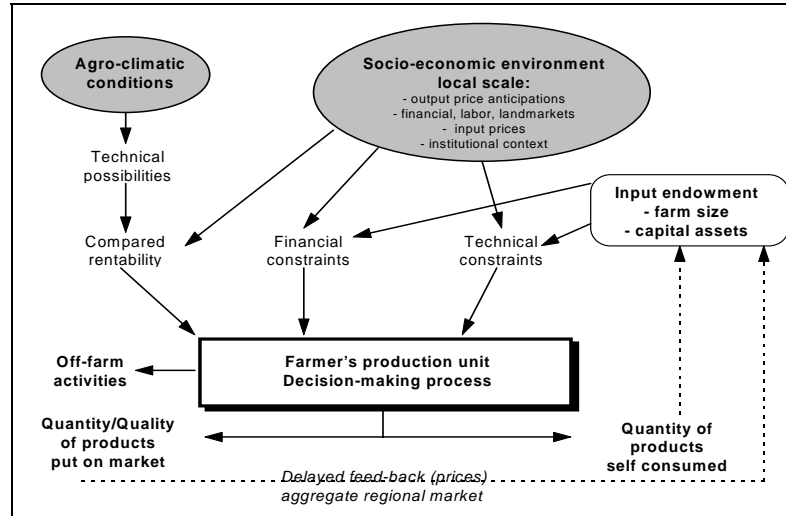 Agro-climatic
conditions
Socio-economic environment
local scale:
- output price anticipations
- financial, labor, landmarkets
- input prices
- institutional context
Technical
possibilities
Input endowment
- farm size
- capital assets
Compared
rentability
Financial
constraints
Technical
constraints
Farmer's production unit
Decision-making process
Off-farm
activities
Quantity/Quality
of products
put on market
Quantity of
products
self consumed
Delayed feed-back (prices)
aggregate regional market